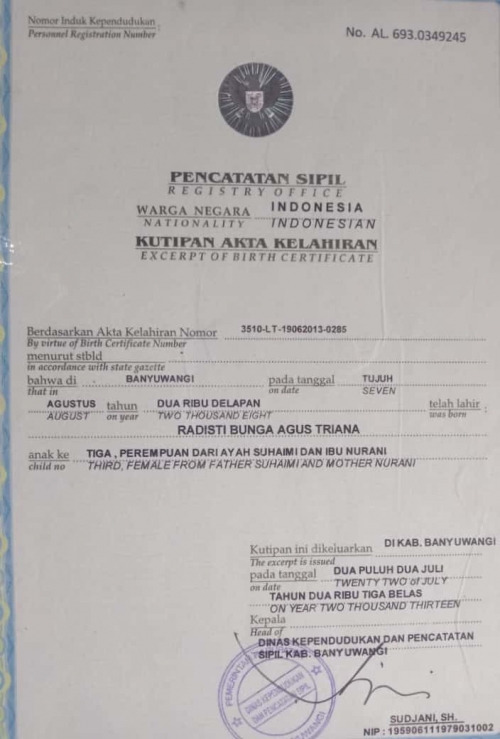 Nomor Induk Kependudukan :
Personnel Registration Number
No. AL. 693.0349245
PENCATATAN SIPIL
REGISTRY OFFICE
WARGA NEGARA INDONESIA
NATIONALITY INDONESIAN
KUTIPAN AKTA KELAHIRAN
EXCERPT OF BIRTH CERTIFICATE
Berdasarkan Akta Kelahiran Nomor 3510-LT-19062013-0285
By virtue of Birth Certificate Number
menurut stbld
in accordance with state gazette
bahwa di BANYUWANGI pada tanggal TUJUH
that in on date SEVEN
AGUSTUS tahun DUA RIBU DELAPAN telah lahir :
AUGUST on year TWO THOUSAND EIGHT was born
RADISTI BUNGA AGUS TRIANA
anak ke TIGA , PEREMPUAN DARI AYAH SUHAIMI DAN IBU NURANI
child no THIRD, FEMALE FROM FATHER SUHAIMI AND MOTHER NURANI
Kutipan ini dikeluarkan DI KAB. BANYUWANGI
The excerpt is issued
pada tanggal DUA PULUH DUA JULI
on date TWENTY TWO of JULY
TAHUN DUA RIBU TIGA BELAS
ON YEAR TWO THOUSAND THIRTEEN
Kepala
Head of
DINAS KEPENDUDUKAN DAN PENCATATAN
SIPIL KAB. BANYUWANGI
DINAS KEPENDUDUKAN
DAN PENCATATAN SIPIL
SUDJANI, SH.
NIP : 195906111979031002